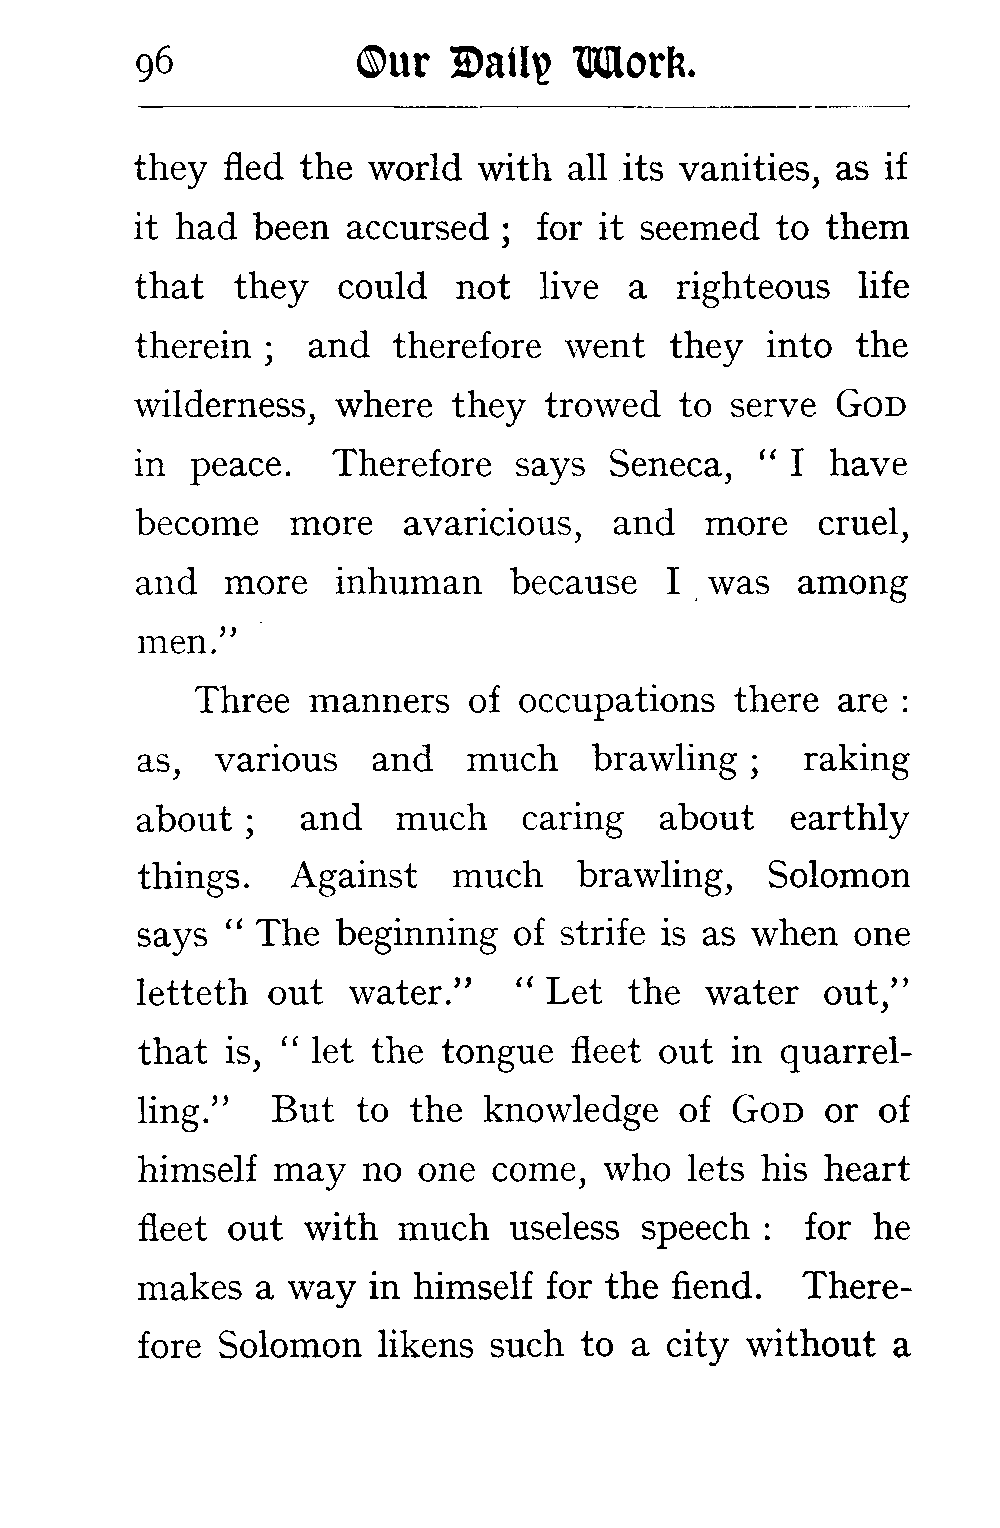 96 Our Daily Work.
they fled the world with all its vanities, as if
it had been accursed ; for it seemed to them
that they could not live a righteous life
therein ; and therefore went they into the
wilderness, where they trowed to serve GOD
in peace. Therefore says Seneca, “ I have
become more avaricious, and more cruel,
and more inhuman because I was among
men.”
Three manners of occupations there are :
as, various and much brawling ; raking
about ; and much caring about earthly
things. Against much brawling, Solomon
says “ The beginning of strife is as when one
letteth out water.” “ Let the water out,”
that is, “ let the tongue fleet out in quarrel-
ling.” But to the knowledge of GOD or of
himself may no one come, who lets his heart
fleet out with much useless speech : for he
makes a way in himself for the fiend. There-
fore Solomon likens such to a city without a